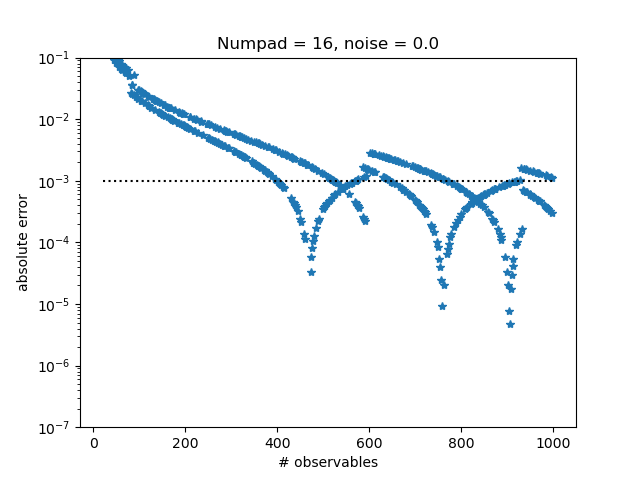 Numpad = 16, noise = 0.0
10⁻¹
10⁻²
10⁻³
10⁻⁴
10⁻⁵
10⁻⁶
10⁻⁷
absolute error
0 200 400 600 800 1000
# observables